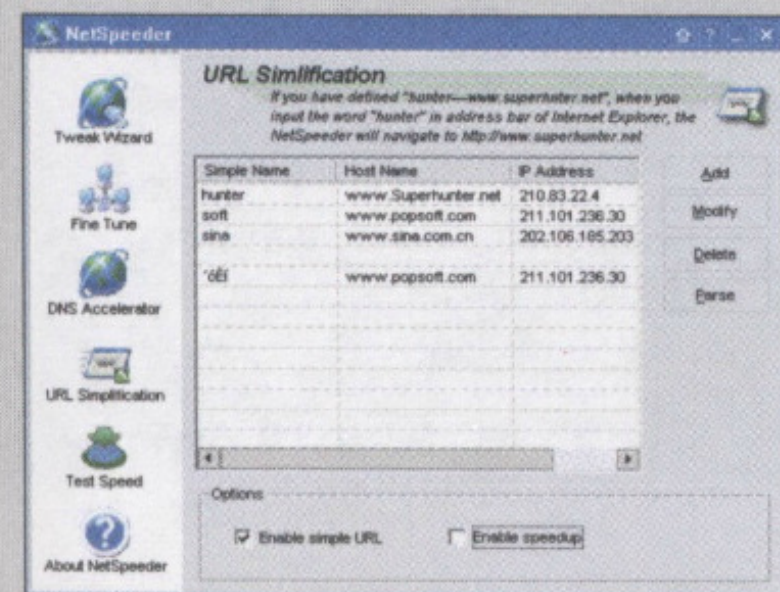 NetSpeeder
URL Simlification
If you have defined "hunter---www.superhunter.net", when you
input the word "hunter" in address bar of Internet Explorer, the
NetSpeeder will navigate to http://www.superhunter.net
Tweak Wizard
Fine Tune
DNS Accelerator
URL Simplification
Test Speed
About NetSpeeder
Simple Name Host Name IP Address
hunter www.Superhunter.net 210.83.22.4
soft www.popsoft.com 211.101.236.30
sina www.sina.com.cn 202.106.185.203
´óÈí www.popsoft.com 211.101.236.30
Add
Modify
Delete
Parse
Options
Enable simple URL
Enable speedup